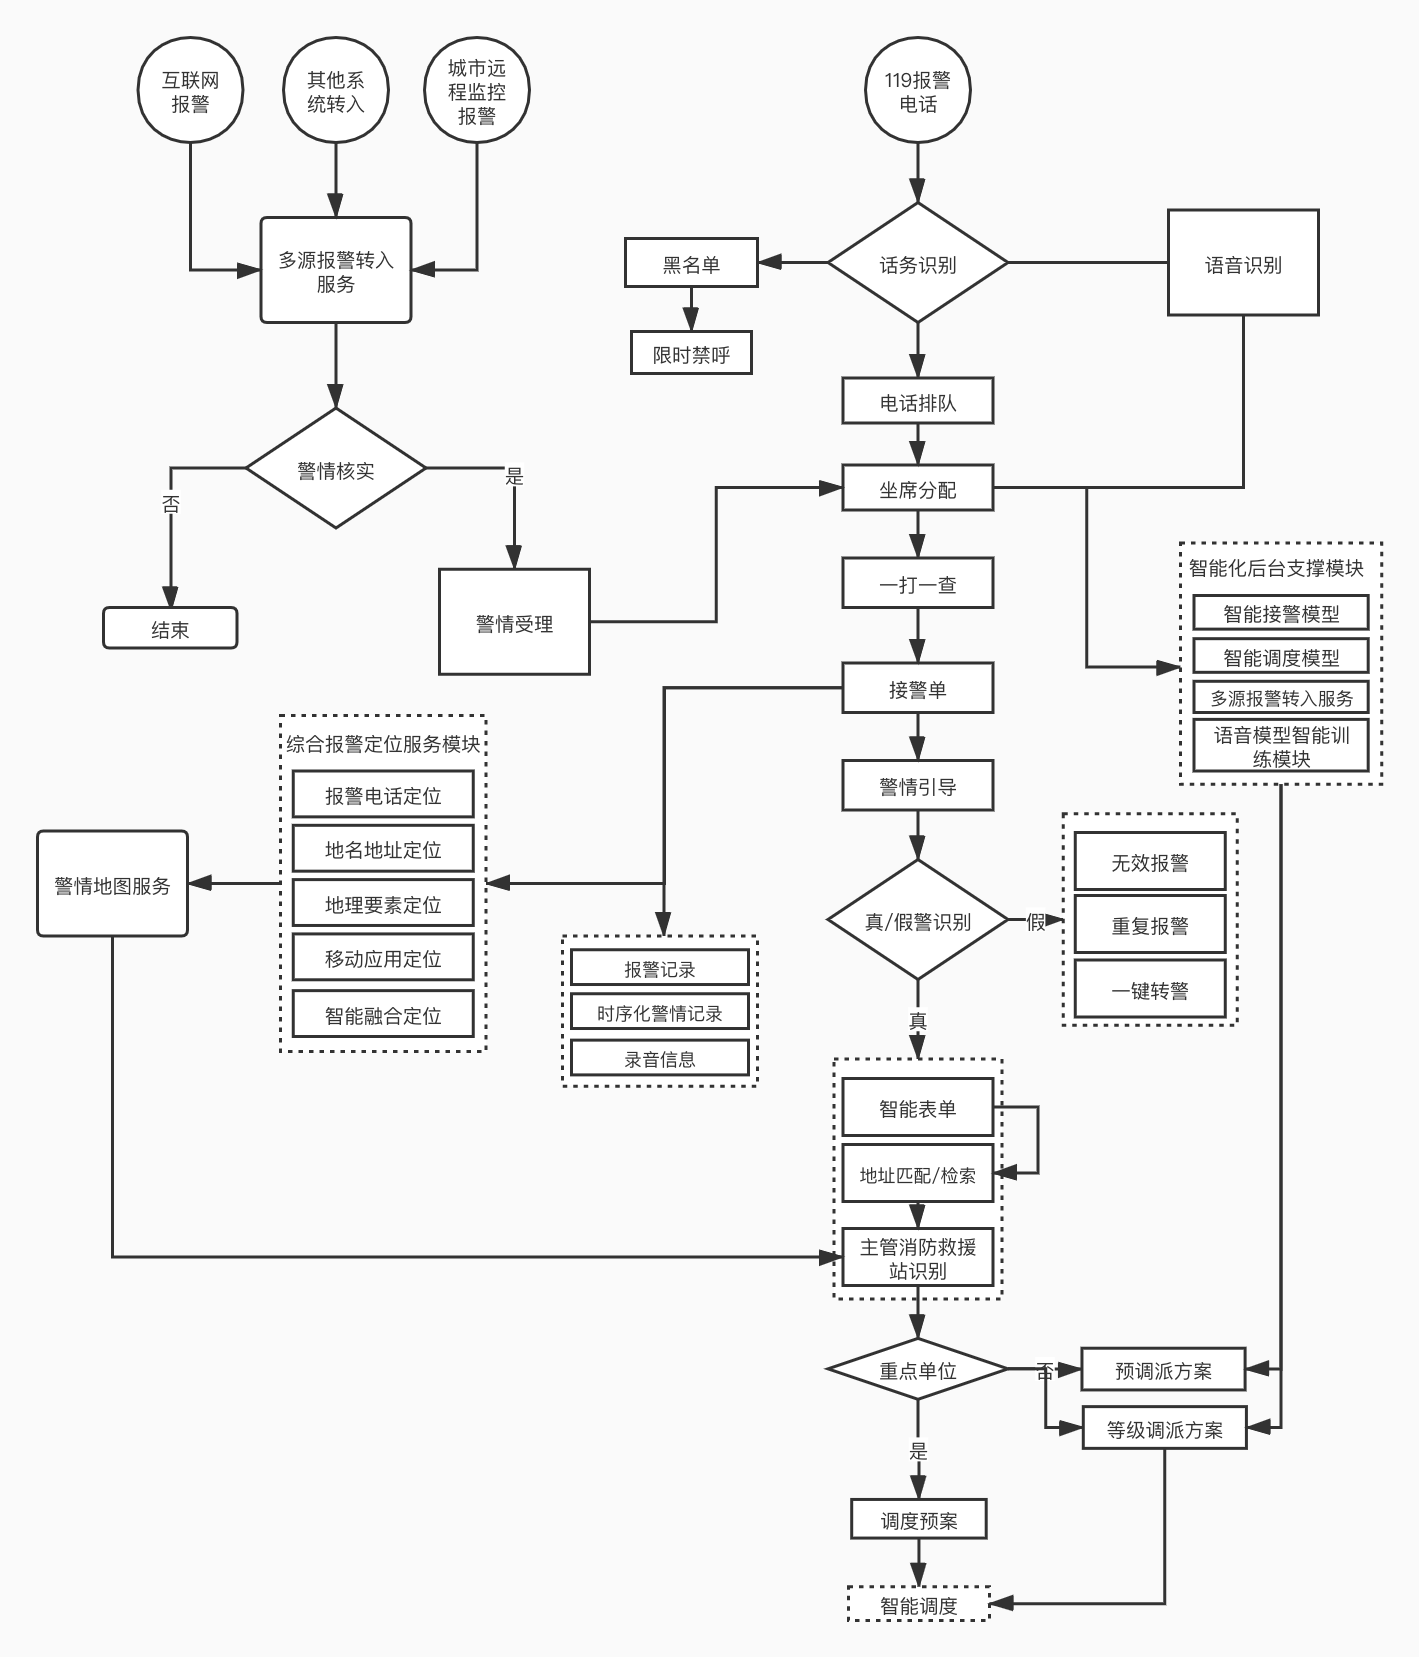 互联网
报警
其他系
统转入
城市远
程监控
报警
119报警
电话
多源报警转入
服务
黑名单
话务识别
语音识别
限时禁呼
电话排队
警情核实
是
否
坐席分配
结束
警情受理
一打一查
智能化后台支撑模块
智能接警模型
智能调度模型
多源报警转入服务
语音模型智能训
练模块
接警单
综合报警定位服务模块
报警电话定位
地名地址定位
地理要素定位
移动应用定位
智能融合定位
警情引导
警情地图服务
真/假警识别
假
无效报警
重复报警
一键转警
报警记录
时序化警情记录
录音信息
真
智能表单
地址匹配/检索
主管消防救援
站识别
重点单位
否
预调派方案
等级调派方案
是
调度预案
智能调度